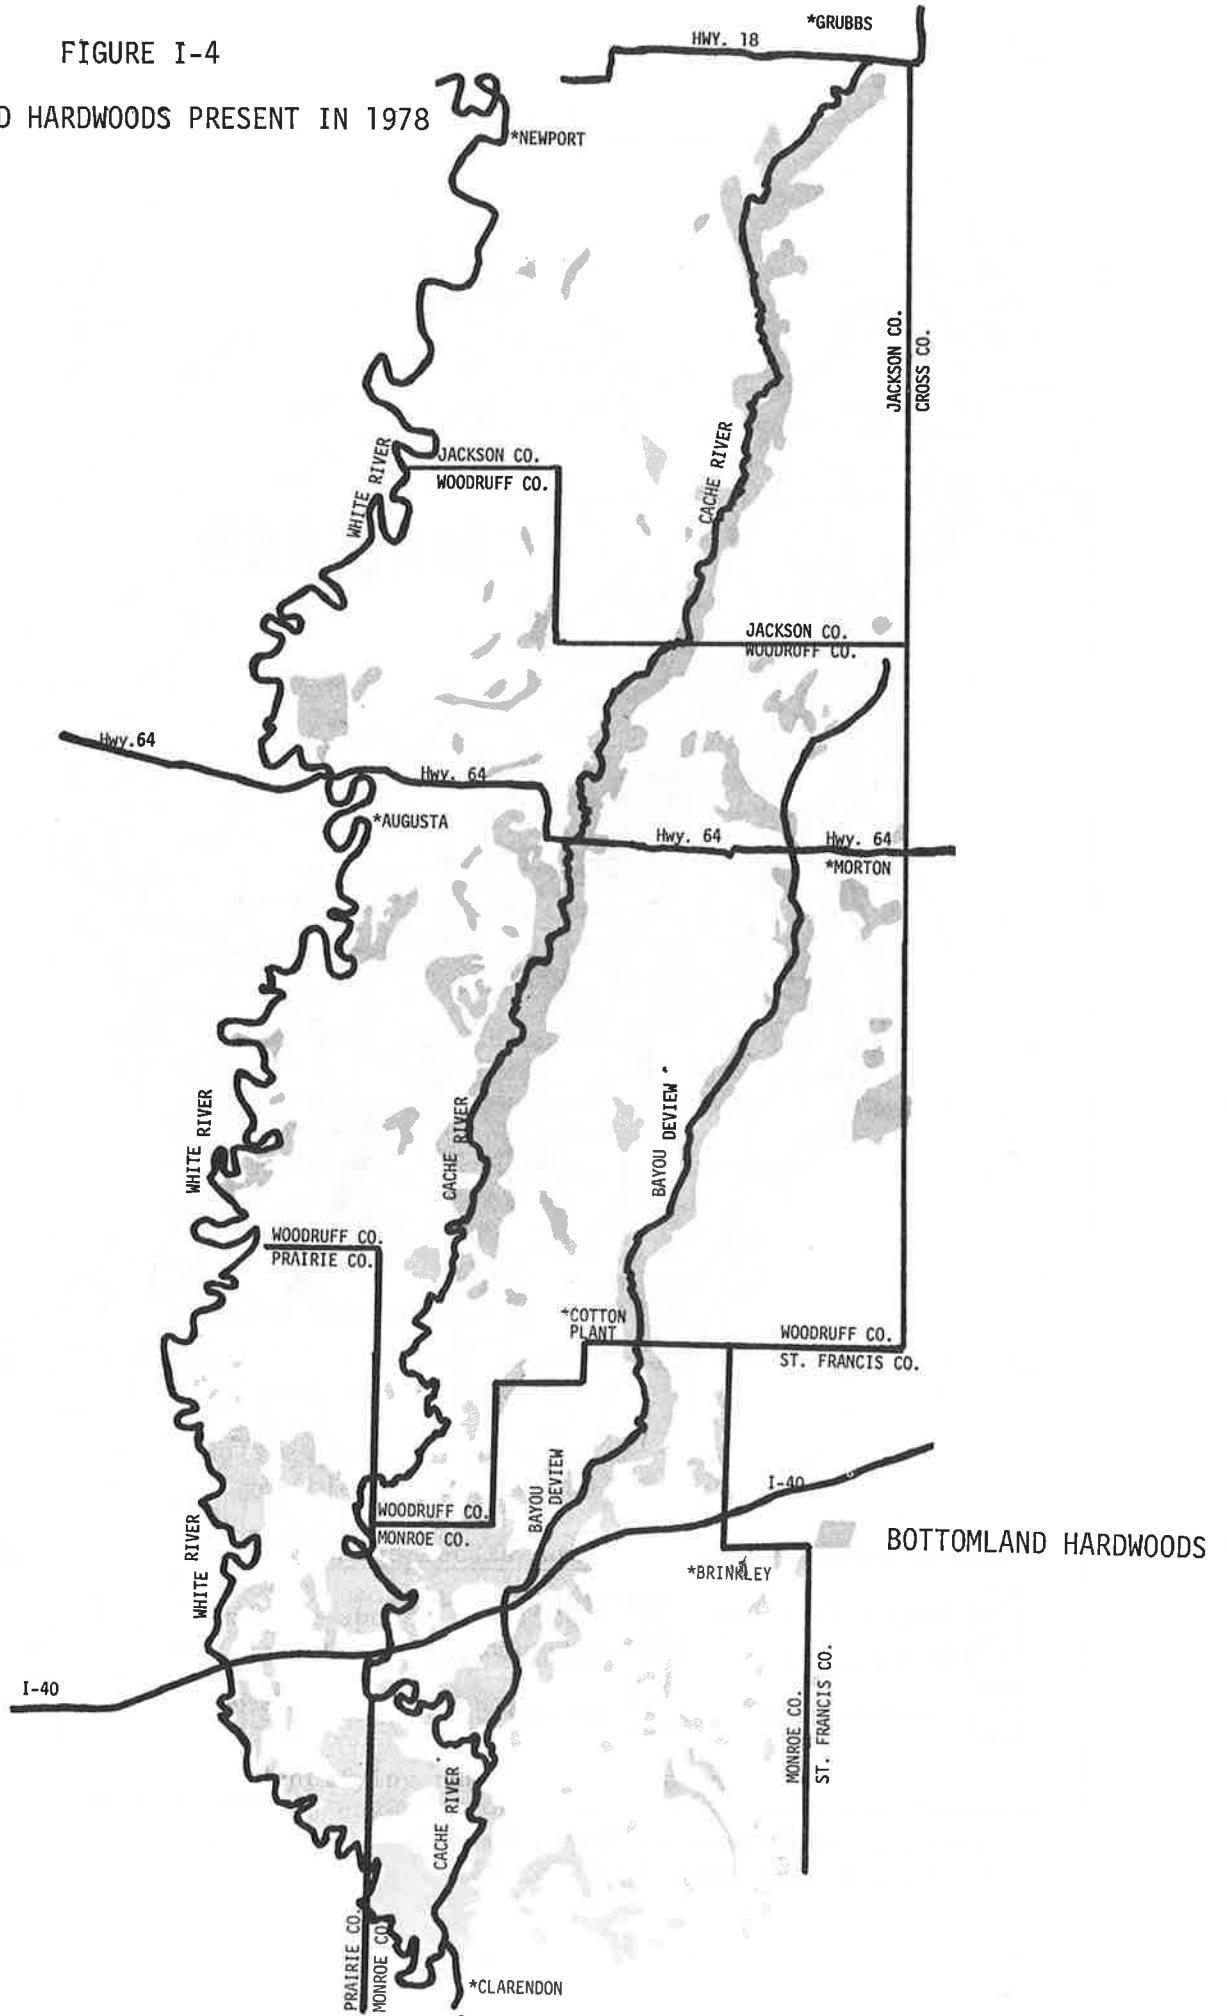 FIGURE I-4
*GRUBBS
HWY. 18
D HARDWOODS PRESENT IN 1978
*NEWPORT
JACKSON CO.
CROSS CO.
CACHE RIVER
WHITE RIVER
JACKSON CO.
WOODRUFF CO.
JACKSON CO.
WOODRUFF CO.
Hwy.64
Hwy. 64
*AUGUSTA
Hwy. 64
Hwy. 64
*MORTON
WHITE RIVER
CACHE RIVER
BAYOU DEVIEW
WOODRUFF CO.
PRAIRIE CO.
*COTTON
PLANT
WOODRUFF CO.
ST. FRANCIS CO.
I-40
BAYOU
DEVIEW
WOODRUFF CO.
MONROE CO.
WHITE RIVER
BOTTOMLAND HARDWOODS
*BRINKLEY
I-40
MONROE CO.
ST. FRANCIS CO.
CACHE RIVER
PRAIRIE CO.
MONROE CO.
*CLARENDON